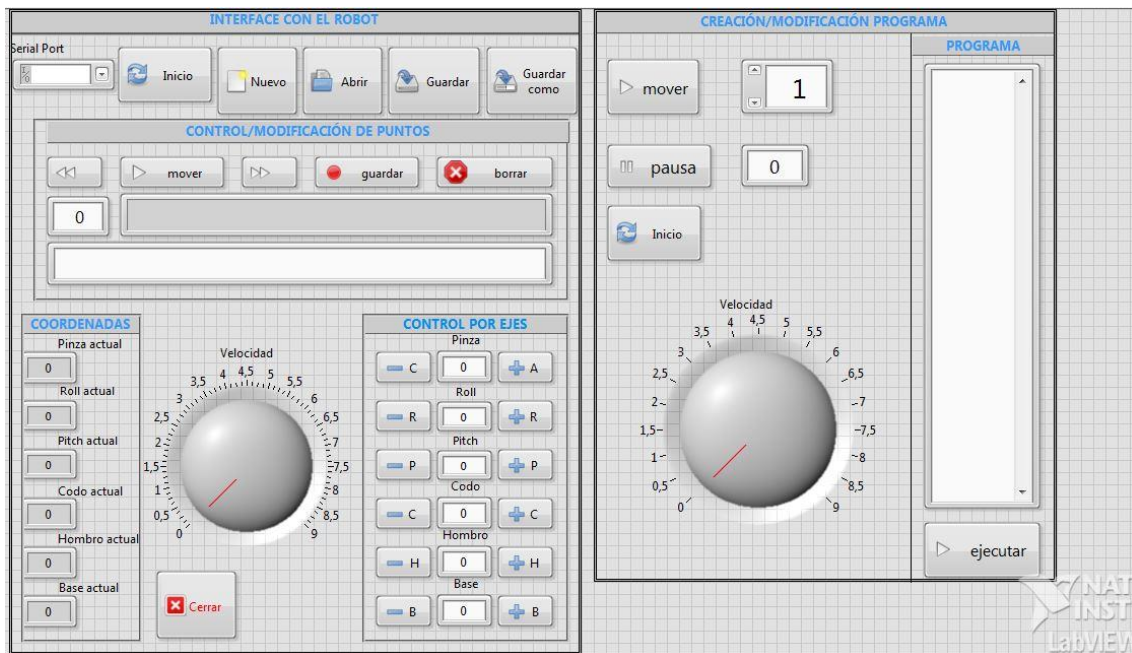 INTERFACE CON EL ROBOT
Serial Port
Inicio
Nuevo
Abrir
Guardar
Guardar
como
CONTROL/MODIFICACIÓN DE PUNTOS
mover
guardar
borrar
0
COORDENADAS
Pinza actual
0
Roll actual
0
Pitch actual
0
Codo actual
0
Hombro actual
0
Base actual
0
Velocidad
0
0,5
1
1,5
2
2,5
3
3,5
4
4,5
5
5,5
6
6,5
7
7,5
8
8,5
9
Cerrar
CONTROL POR EJES
Pinza
C 0 A
Roll
R 0 R
Pitch
P 0 P
Codo
C 0 C
Hombro
H 0 H
Base
B 0 B
CREACIÓN/MODIFICACIÓN PROGRAMA
mover
1
pausa
0
Inicio
Velocidad
0
0,5
1
1,5
2
2,5
3
3,5
4
4,5
5
5,5
6
6,5
7
7,5
8
8,5
9
PROGRAMA
ejecutar
NAT
INST
LabVIEW